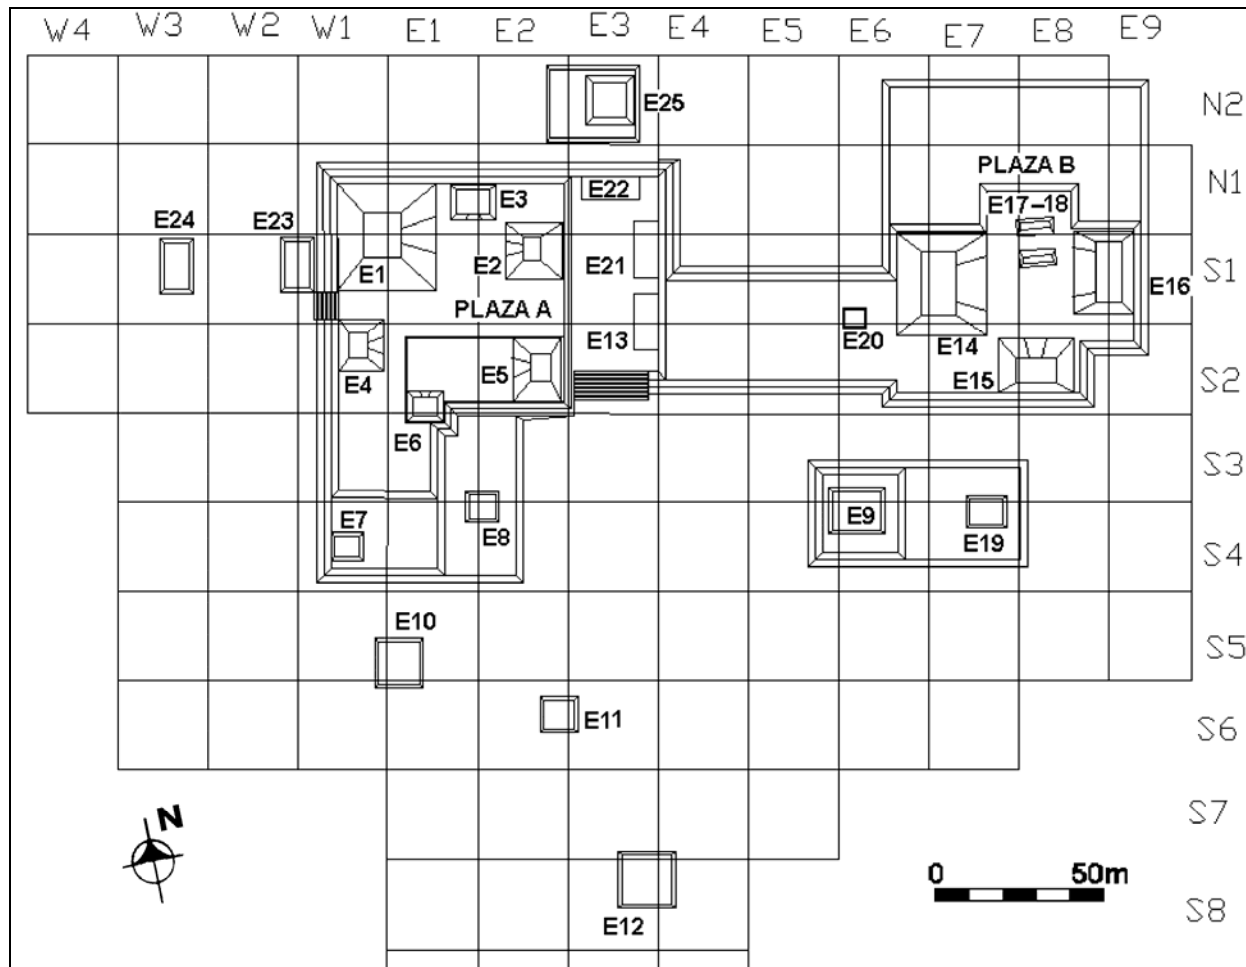 W4 W3 W2 W1 E1 E2 E3 E4 E5 E6 E7 E8 E9
N2
E25
PLAZA B
N1
E22
E3
E17–18
E24 E23
E1 E2 E21 S1
E16
PLAZA A
E13 E20 E14
E4 E5 E15 S2
E6
S3
E7 E8 E9 E19
S4
E10
S5
E11 S6
N
S7
0 50m
E12 S8